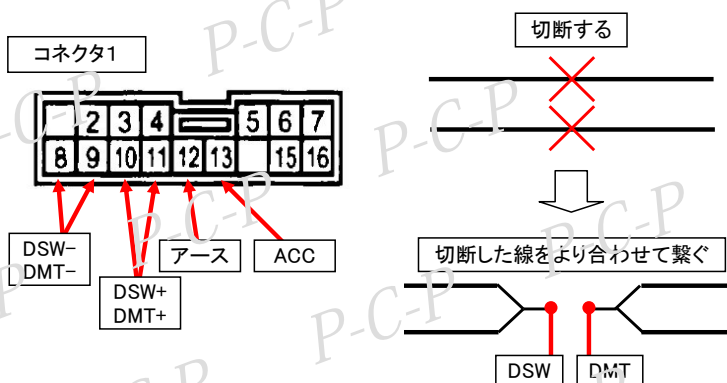 コネクタ1
2 3 4 5 6 7
8 9 10 11 12 13 15 16
DSW-
DMT-
DSW+
DMT+
アース
ACC
切断する
切断した線をより合わせて繋ぐ
DSW
DMT
P-C-P
P-C-P
P-C-P
P-C-P
P-C-P